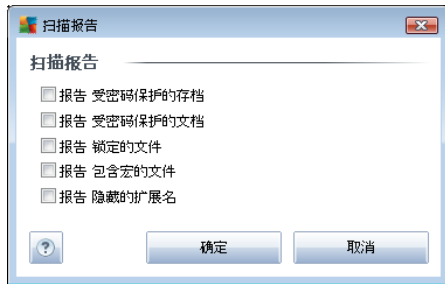 扫描报告
扫描报告
报告 受密码保护的存档
报告 受密码保护的文档
报告 锁定的文件
报告 包含宏的文件
报告 隐藏的扩展名
? 确定 取消